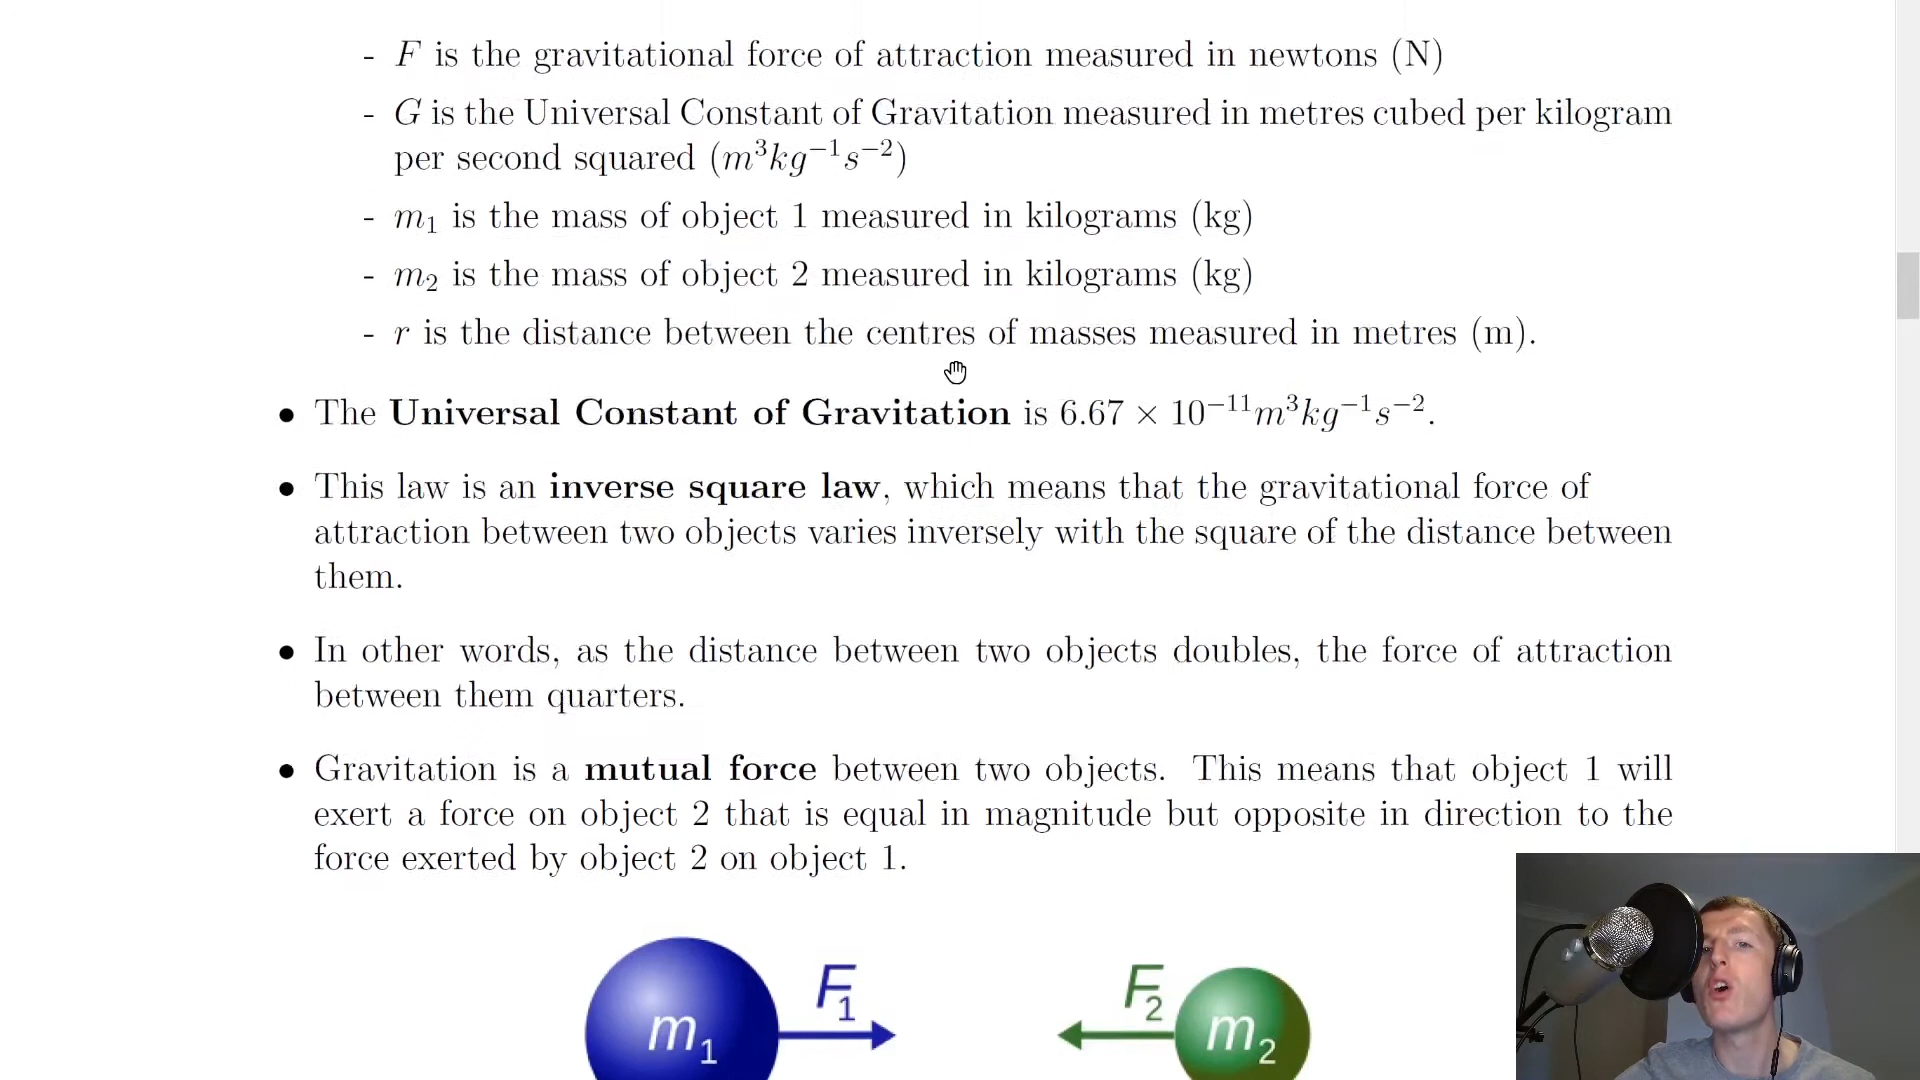 - F is the gravitational force of attraction measured in newtons (N)
- G is the Universal Constant of Gravitation measured in metres cubed per kilogram
per second squared (m³kg⁻¹s⁻²)
- m₁ is the mass of object 1 measured in kilograms (kg)
- m₂ is the mass of object 2 measured in kilograms (kg)
- r is the distance between the centres of masses measured in metres (m).
• The Universal Constant of Gravitation is 6.67 × 10⁻¹¹m³kg⁻¹s⁻².
• This law is an inverse square law, which means that the gravitational force of
attraction between two objects varies inversely with the square of the distance between
them.
• In other words, as the distance between two objects doubles, the force of attraction
between them quarters.
• Gravitation is a mutual force between two objects. This means that object 1 will
exert a force on object 2 that is equal in magnitude but opposite in direction to the
force exerted by object 2 on object 1.
F₁ F₂
m₁ m₂